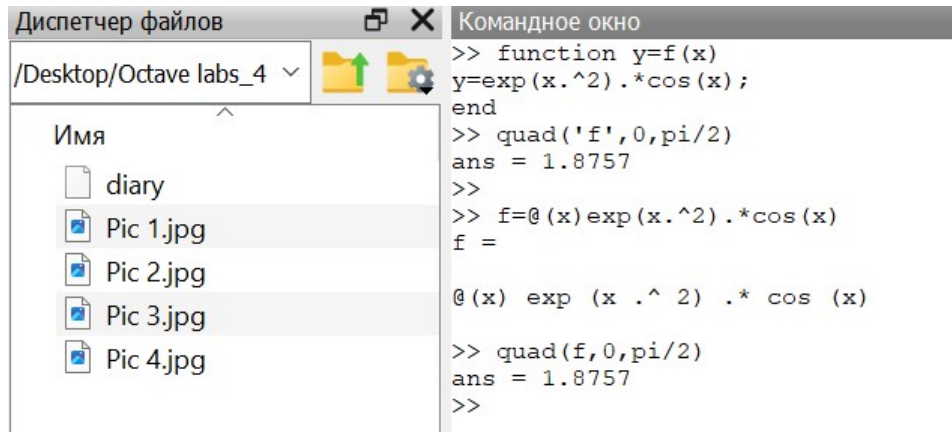 Диспетчер файлов
/Desktop/Octave labs_4
Имя
diary
Pic 1.jpg
Pic 2.jpg
Pic 3.jpg
Pic 4.jpg
Командное окно
>> function y=f(x)
y=exp(x.^2).*cos(x);
end
>> quad('f',0,pi/2)
ans = 1.8757
>>
>> f=@(x)exp(x.^2).*cos(x)
f =
@(x) exp (x .^ 2) .* cos (x)
>> quad(f,0,pi/2)
ans = 1.8757
>>